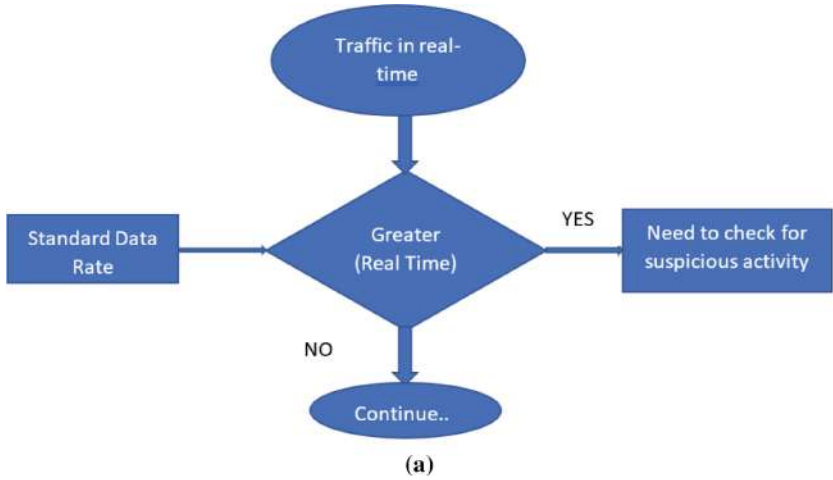 Traffic in real-
time
Standard Data
Rate
Greater
(Real Time)
YES
Need to check for
suspicious activity
NO
Continue..
(a)